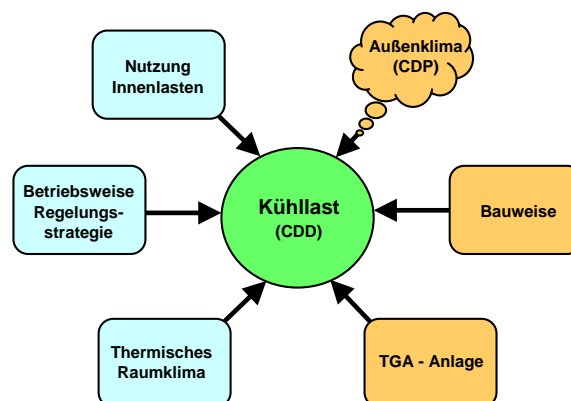 Nutzung
Innenlasten
Außenklima
(CDP)
Betriebsweise
Regelungs-
strategie
Kühllast
(CDD)
Bauweise
Thermisches
Raumklima
TGA - Anlage